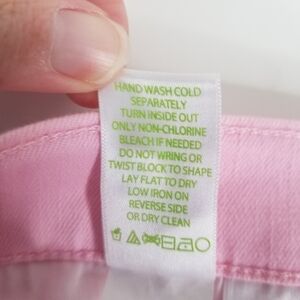 HAND WASH COLD
SEPARATELY
TURN INSIDE OUT
ONLY NON-CHLORINE
BLEACH IF NEEDED
DO NOT WRING OR
TWIST BLOCK TO SHAPE
LAY FLAT TO DRY
LOW IRON ON
REVERSE SIDE
OR DRY CLEAN